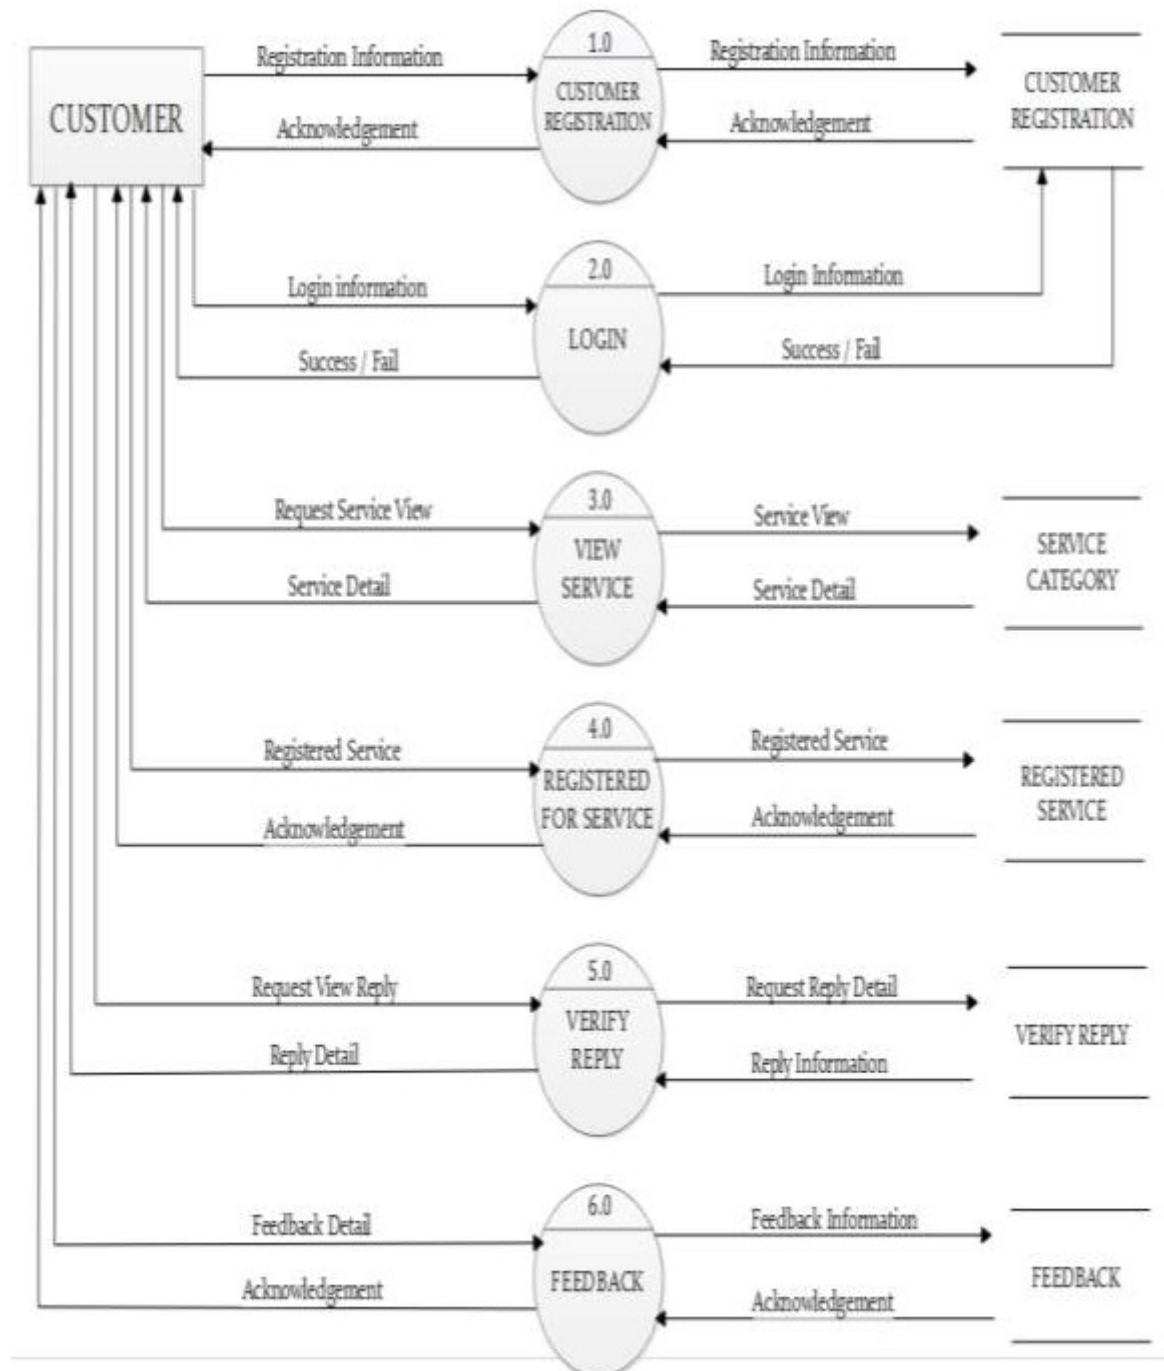 CUSTOMER
Registration Information
Acknowledgement
1.0
CUSTOMER
REGISTRATION
Registration Information
Acknowledgement
CUSTOMER
REGISTRATION
Login information
Success / Fail
2.0
LOGIN
Login Information
Success / Fail
Request Service View
Service Detail
3.0
VIEW
SERVICE
Service View
Service Detail
SERVICE
CATEGORY
Registered Service
Acknowledgement
4.0
REGISTERED
FOR SERVICE
Registered Service
Acknowledgement
REGISTERED
SERVICE
Request View Reply
Reply Detail
5.0
VERIFY
REPLY
Request Reply Detail
Reply Information
VERIFY REPLY
Feedback Detail
Acknowledgement
6.0
FEEDBACK
Feedback Information
Acknowledgement
FEEDBACK